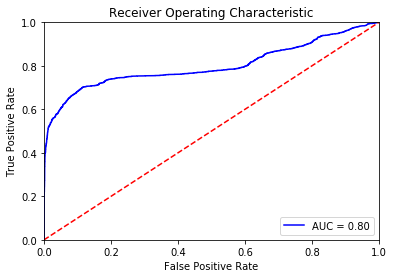 Receiver Operating Characteristic
True Positive Rate
1.0
0.8
0.6
0.4
0.2
0.0
AUC = 0.80
0.0 0.2 0.4 0.6 0.8 1.0
False Positive Rate